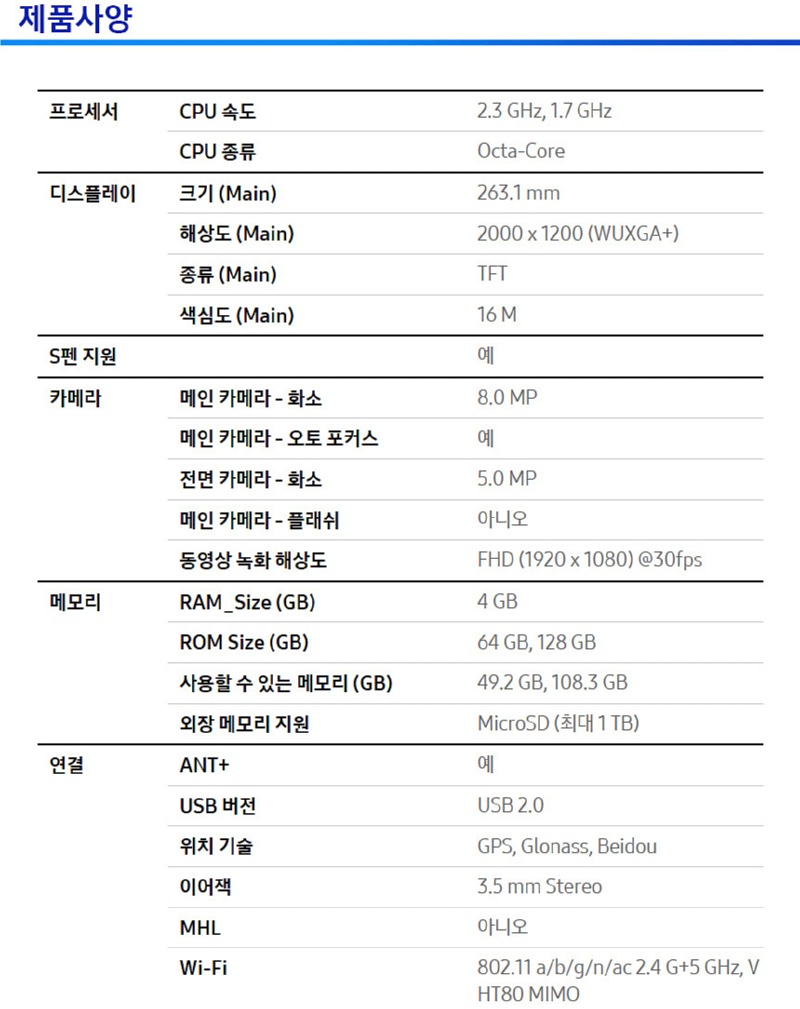 제품사양
프로세서 CPU 속도 2.3 GHz, 1.7 GHz
CPU 종류 Octa-Core
디스플레이 크기 (Main) 263.1 mm
해상도 (Main) 2000 x 1200 (WUXGA+)
종류 (Main) TFT
색심도 (Main) 16 M
S펜 지원 예
카메라 메인 카메라 - 화소 8.0 MP
메인 카메라 - 오토 포커스 예
전면 카메라 - 화소 5.0 MP
메인 카메라 - 플래쉬 아니오
동영상 녹화 해상도 FHD (1920 x 1080) @30fps
메모리 RAM_Size (GB) 4 GB
ROM Size (GB) 64 GB, 128 GB
사용할 수 있는 메모리 (GB) 49.2 GB, 108.3 GB
외장 메모리 지원 MicroSD (최대 1 TB)
연결 ANT+ 예
USB 버전 USB 2.0
위치 기술 GPS, Glonass, Beidou
이어잭 3.5 mm Stereo
MHL 아니오
Wi-Fi 802.11 a/b/g/n/ac 2.4 G+5 GHz, V
HT80 MIMO